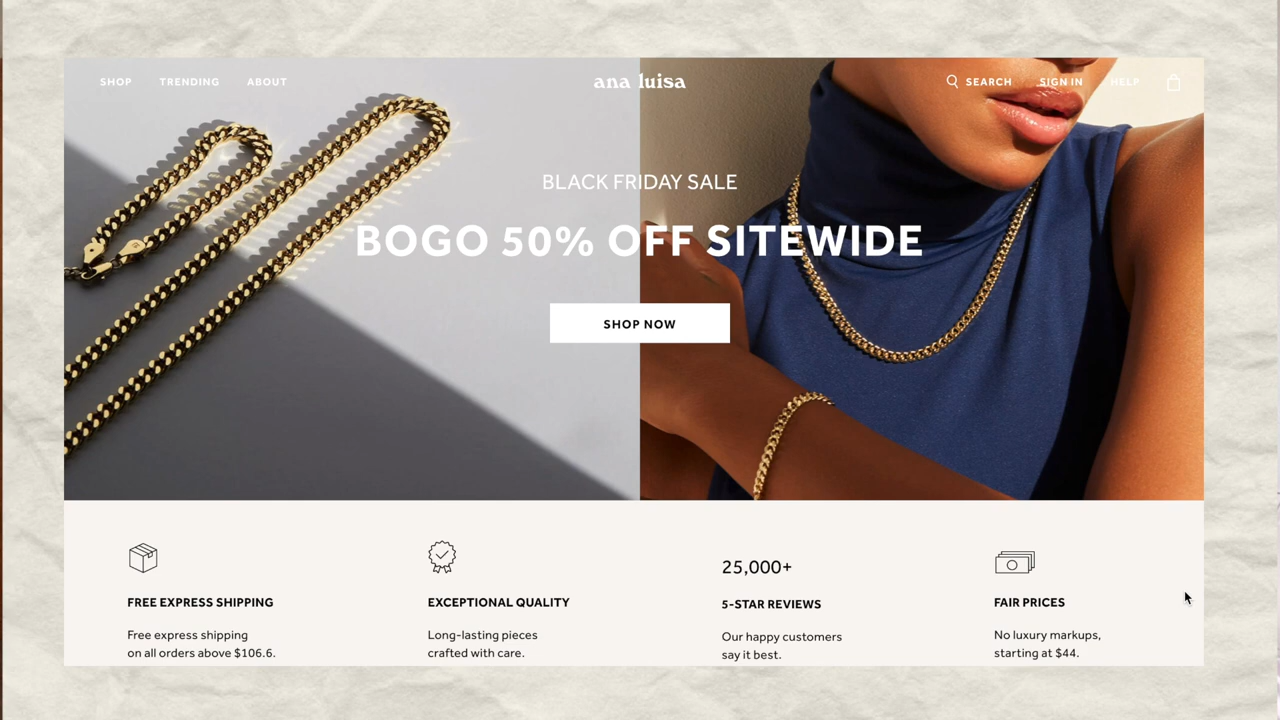 SHOP TRENDING ABOUT ana luisa SEARCH SIGN IN HELP
BLACK FRIDAY SALE
BOGO 50% OFF SITEWIDE
SHOP NOW
FREE EXPRESS SHIPPING
Free express shipping
on all orders above $106.6.
EXCEPTIONAL QUALITY
Long-lasting pieces
crafted with care.
25,000+
5-STAR REVIEWS
Our happy customers
say it best.
FAIR PRICES
No luxury markups,
starting at $44.